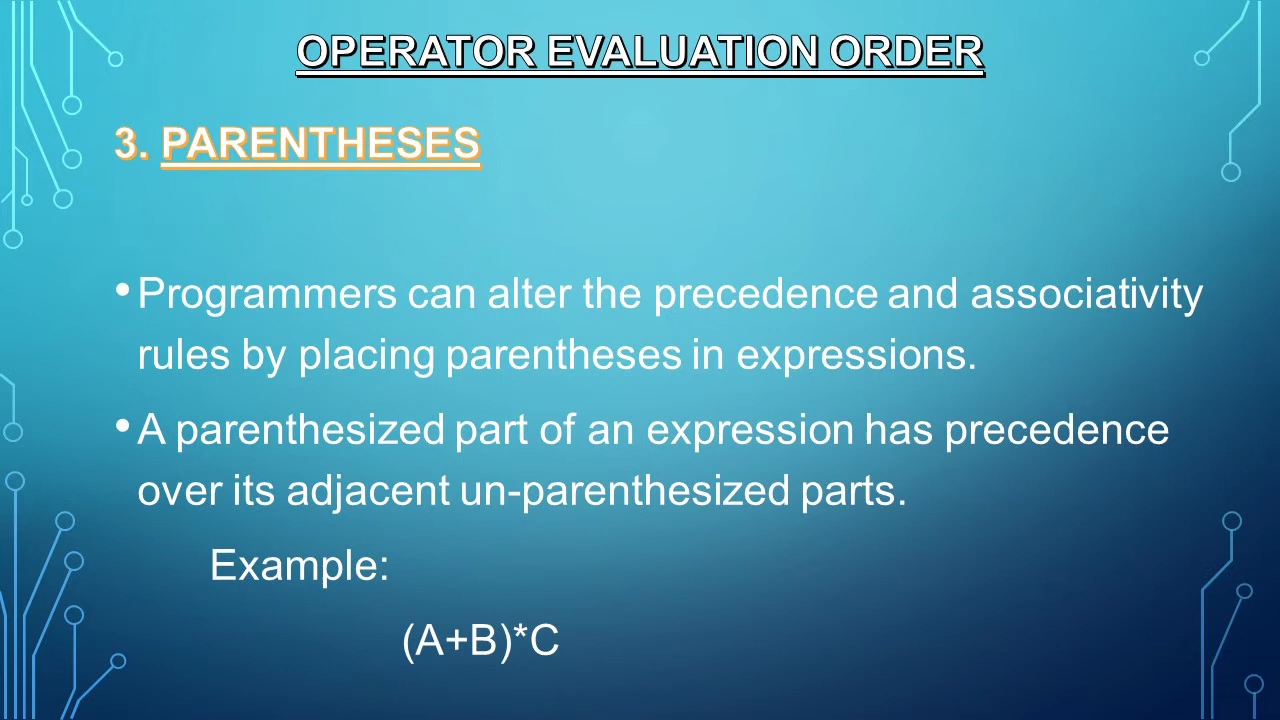 OPERATOR EVALUATION ORDER
3. PARENTHESES
• Programmers can alter the precedence and associativity
rules by placing parentheses in expressions.
• A parenthesized part of an expression has precedence
over its adjacent un-parenthesized parts.
Example:
(A+B)*C